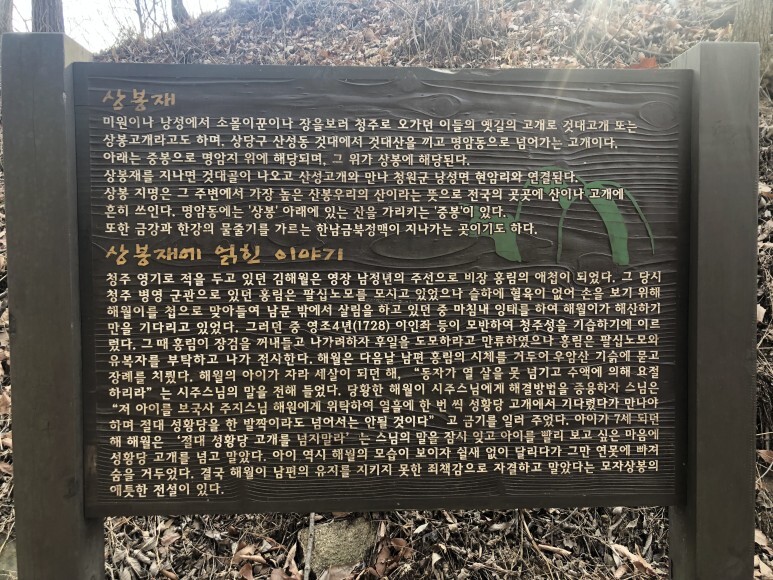 상봉재
미원이나 낭성에서 소몰이꾼이나 장을보러 청주로 오가던 이들의 옛길의 고개로 것대고개 또는
상봉고개라고도 하며, 상당구 산성동 것대에서 것대산을 끼고 명암동으로 넘어가는 고개이다.
아래는 중봉으로 명암지 위에 해당되며, 그 위가 상봉에 해당된다.
상봉재를 지나면 것대골이 나오고 산성고개와 만나 청원군 낭성면 현암리와 연결된다.
상봉 지명은 그 주변에서 가장 높은 산봉우리의 산이라는 뜻으로 전국의 곳곳에 산이나 고개에
흔히 쓰인다. 명암동에는 '상봉' 아래에 있는 산을 가리키는 '중봉'이 있다.
또한 금강과 한강의 물줄기를 가르는 한남금북정맥이 지나가는 곳이기도 하다.
상봉재에 얽힌 이야기
청주 영기로 적을 두고 있던 김해월은 영장 남정년의 주선으로 비장 홍림의 애첩이 되었다. 그 당시
청주 병영 군관으로 있던 홍림은 팔십노모를 모시고 있었으나 슬하에 혈육이 없어 손을 보기 위해
해월이를 첩으로 맞아들여 남문 밖에서 살림을 하고 있던 중 마침내 잉태를 하여 해월이가 해산하기
만을 기다리고 있었다. 그러던 중 영조4년(1728) 이인좌 등이 모반하여 청주성을 기습하기에 이르
렀다. 그 때 홍림이 장검을 꺼내들고 나가려하자 후일을 도모하라고 만류하였으나 홍림은 팔십노모와
유복자를 부탁하고 나가 전사한다. 해월은 다음날 남편 홍림의 시체를 거두어 우암산 기슭에 묻고
장례를 치뤘다. 해월의 아이가 자라 세살이 되던 해, “동자가 열 살을 못 넘기고 수액에 의해 요절
하리라” 는 시주스님의 말을 전해 들었다. 당황한 해월이 시주스님에게 해결방법을 종용하자 스님은
“저 아이를 보국사 주지스님 해원에게 위탁하여 열흘에 한 번 씩 성황당 고개에서 기다렸다가 만나야
하며 절대 성황당을 한 발짝이라도 넘어서는 안될 것이다” 고 금기를 일러 주었다. 아이가 7세 되던
해 해월은 ‘절대 성황당 고개를 넘지말라’ 는 스님의 말을 잠시 잊고 아이를 빨리 보고 싶은 마음에
성황당 고개를 넘고 말았다. 아이 역시 해월의 모습이 보이자 쉴새 없이 달리다가 그만 연못에 빠져
숨을 거두었다. 결국 해월이 남편의 유지를 지키지 못한 죄책감으로 자결하고 말았다는 모자상봉의
애틋한 전설이 있다.